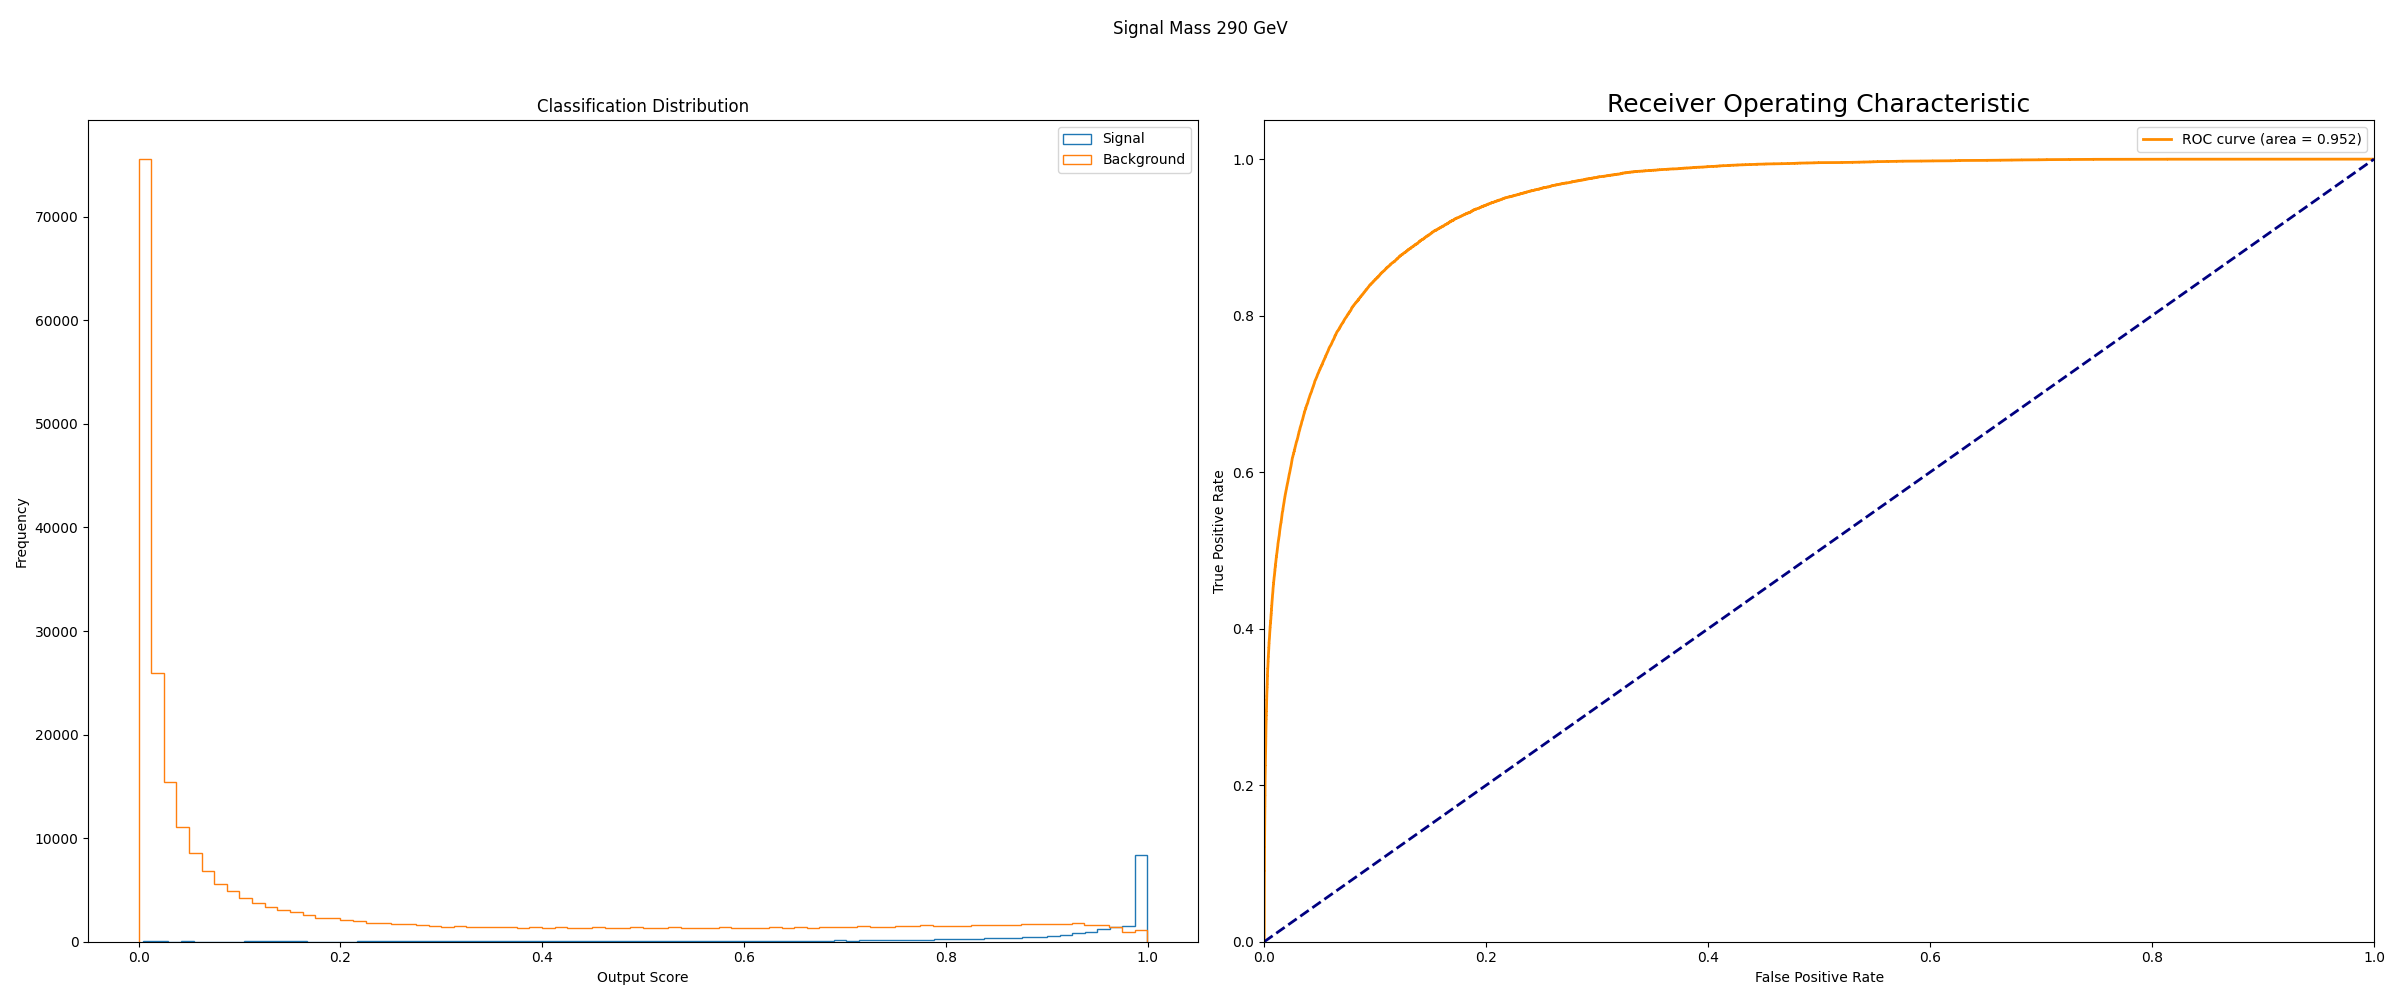 Signal Mass 290 GeV
Classification Distribution
Signal
Background
70000
60000
50000
40000
30000
20000
10000
0
Frequency
0.0 0.2 0.4 0.6 0.8 1.0
Output Score
Receiver Operating Characteristic
ROC curve (area = 0.952)
1.0
0.8
0.6
0.4
0.2
0.0
True Positive Rate
0.0 0.2 0.4 0.6 0.8 1.0
False Positive Rate